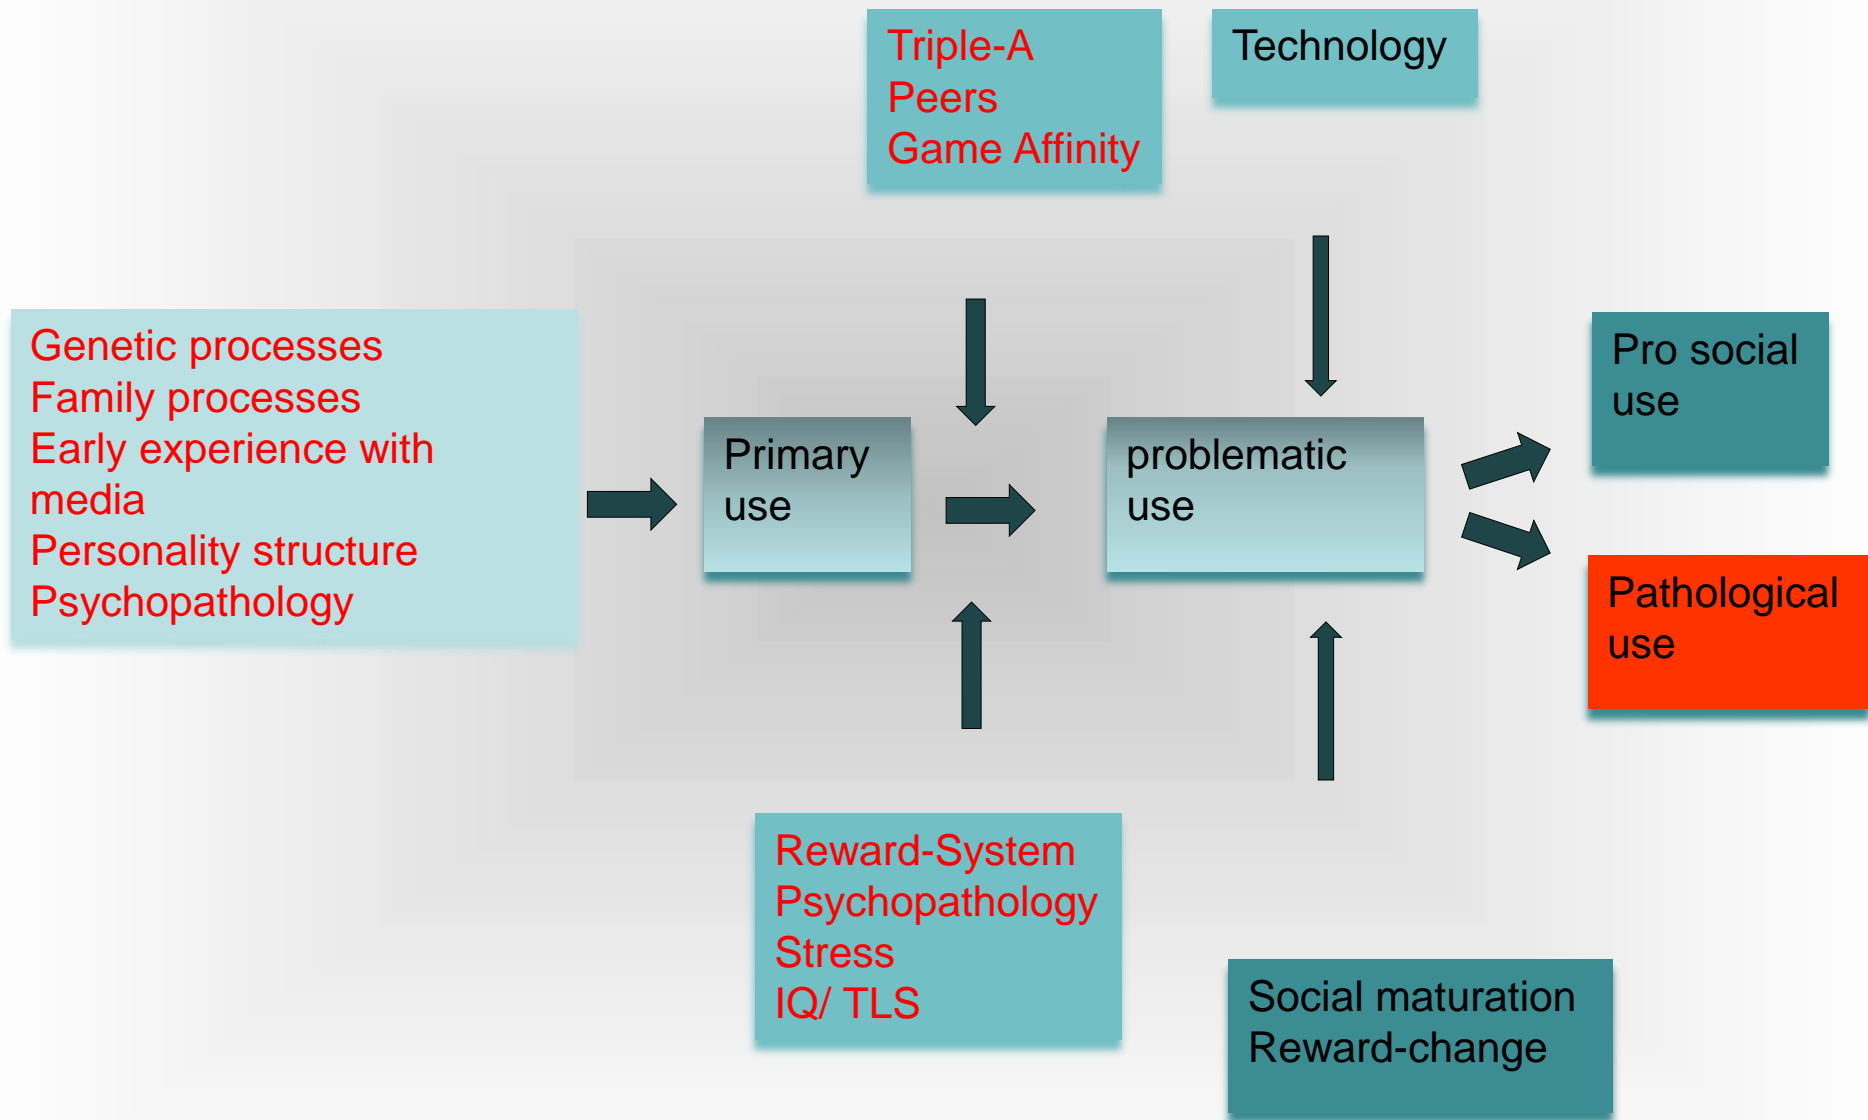 Triple-A
Peers
Game Affinity
Technology
Genetic processes
Family processes
Early experience with
media
Personality structure
Psychopathology
Primary
use
problematic
use
Pro social
use
Pathological
use
Reward-System
Psychopathology
Stress
IQ/ TLS
Social maturation
Reward-change